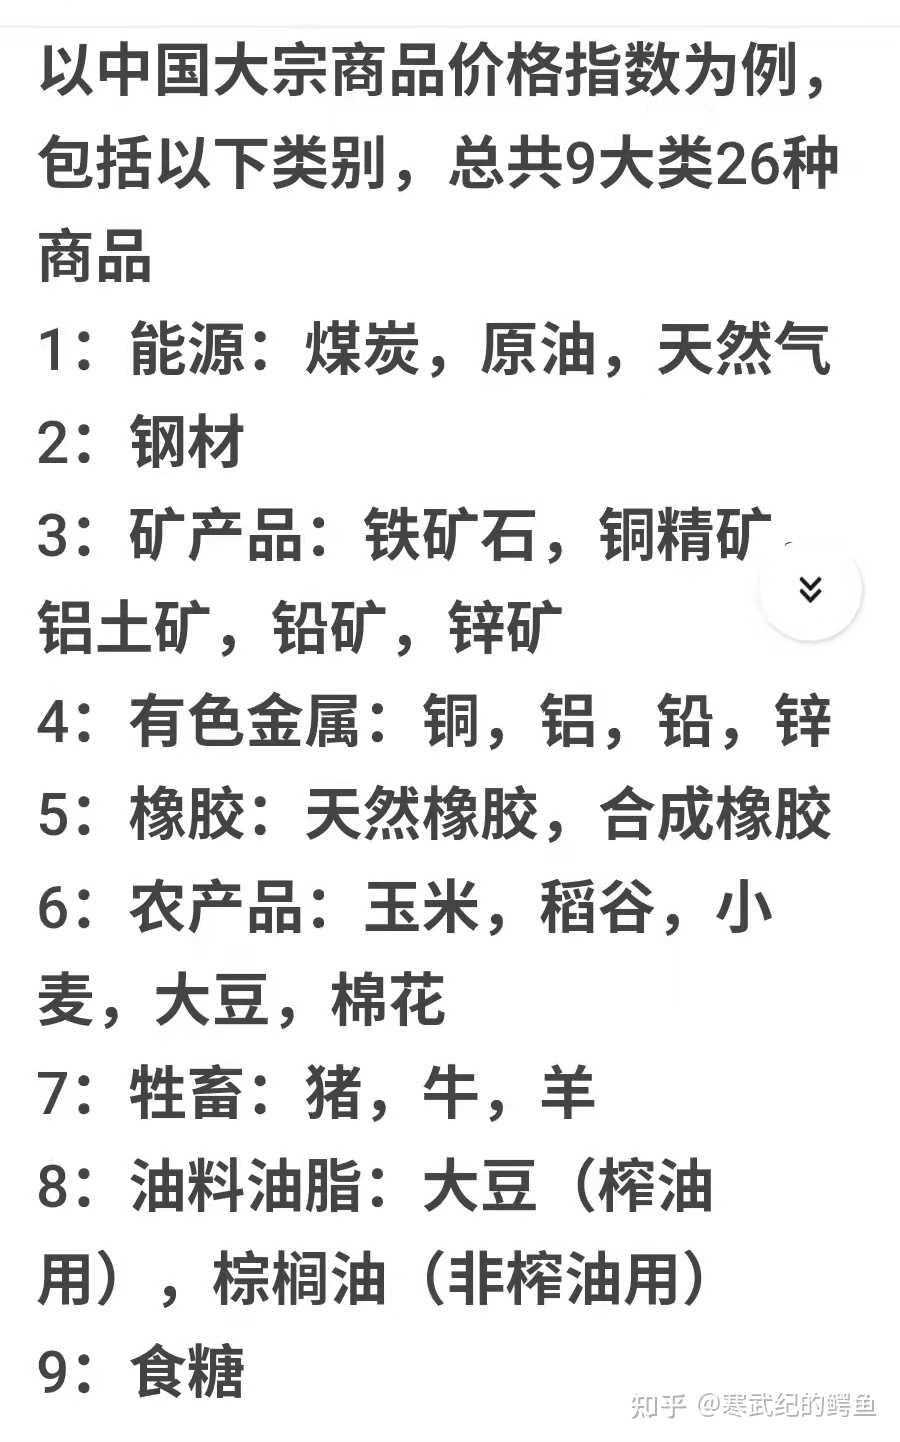 以中国大宗商品价格指数为例，
包括以下类别，总共9大类26种
商品
1：能源：煤炭，原油，天然气
2：钢材
3：矿产品：铁矿石，铜精矿，
铝土矿，铅矿，锌矿
4：有色金属：铜，铝，铅，锌
5：橡胶：天然橡胶，合成橡胶
6：农产品：玉米，稻谷，小
麦，大豆，棉花
7：牲畜：猪，牛，羊
8：油料油脂：大豆（榨油
用），棕榈油（非榨油用）
9：食糖
知乎 @寒武纪的鳄鱼